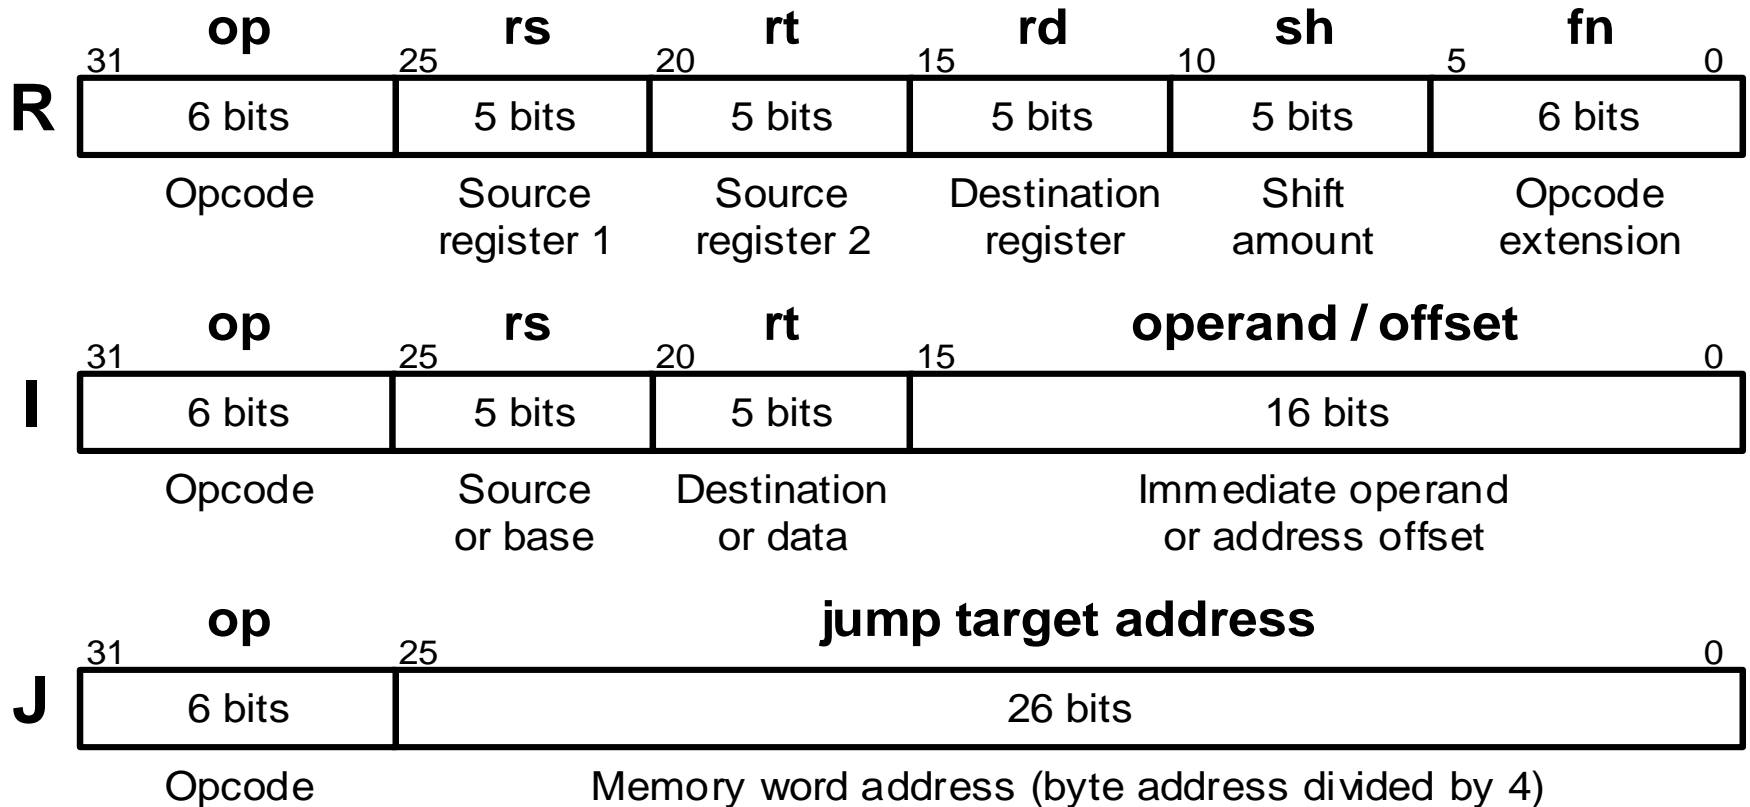 op rs rt rd sh fn
31 25 20 15 10 5 0
R 6 bits 5 bits 5 bits 5 bits 5 bits 6 bits
Opcode Source Source Destination Shift Opcode
register 1 register 2 register amount extension
op rs rt operand / offset
31 25 20 15 0
I 6 bits 5 bits 5 bits 16 bits
Opcode Source Destination Immediate operand
or base or data or address offset
op jump target address
31 25 0
J 6 bits 26 bits
Opcode Memory word address (byte address divided by 4)